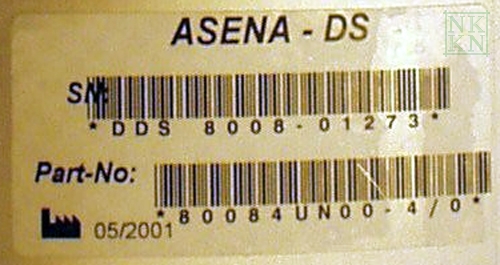 ASENA - DS
NK
KN
SN:
*DDS 8008-01273*
Part-No:
*80084UN00-4/0*
05/2001